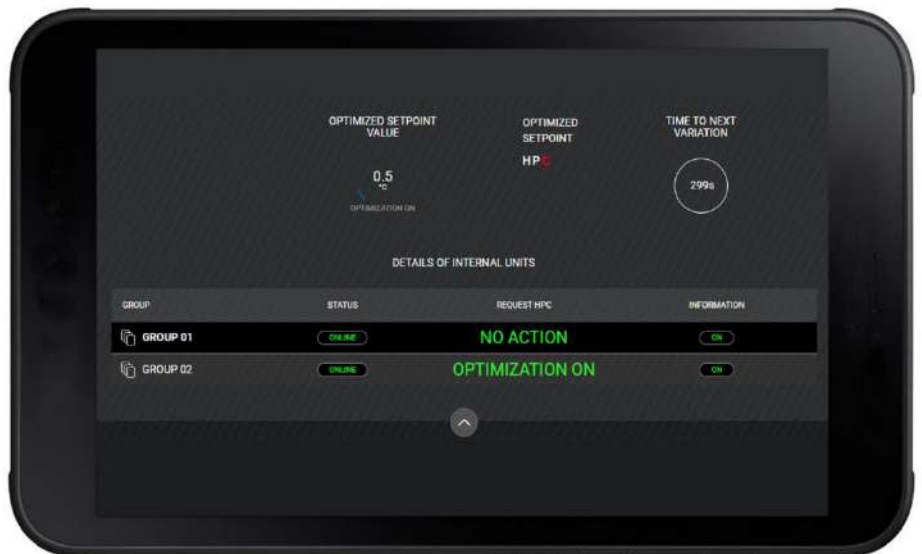 OPTIMIZED SETPOINT
VALUE
0.5
°C
OPTIMIZATION ON
OPTIMIZED
SETPOINT
HPC
TIME TO NEXT
VARIATION
299s
DETAILS OF INTERNAL UNITS
GROUP STATUS REQUEST HPC INFORMATION
GROUP 01 ONLINE NO ACTION ON
GROUP 02 ONLINE OPTIMIZATION ON ON